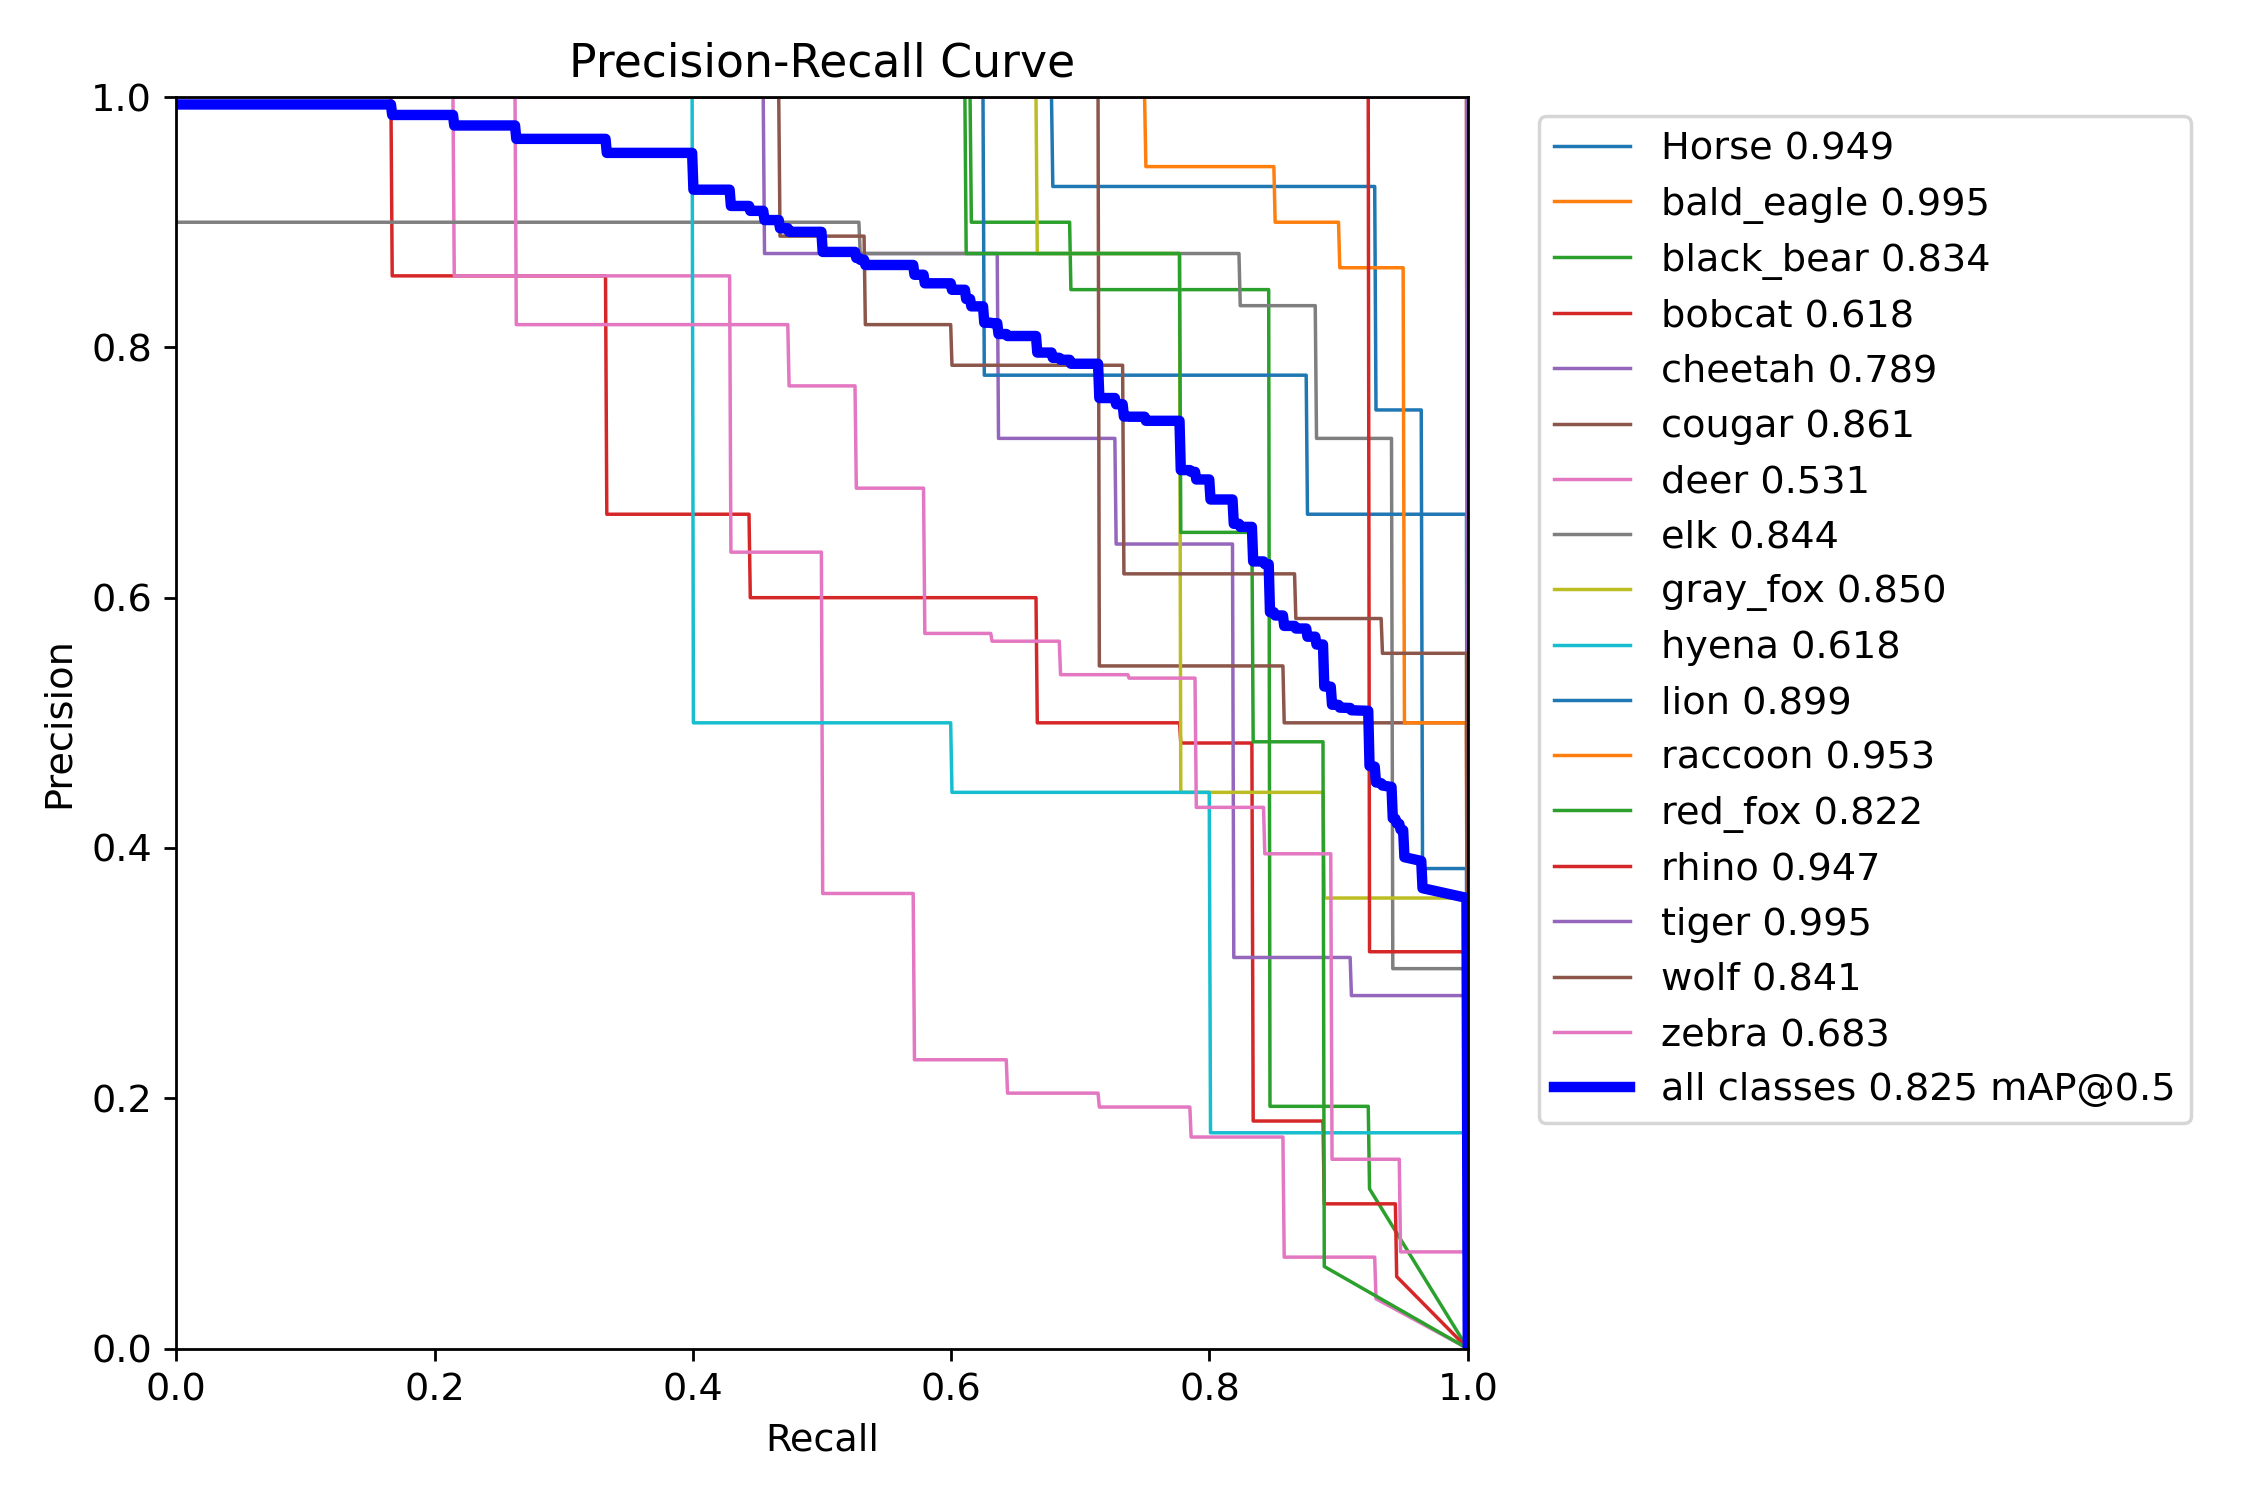 Precision-Recall Curve
1.0
0.8
0.6
0.4
0.2
0.0
Precision
0.0 0.2 0.4 0.6 0.8 1.0
Recall
Horse 0.949
bald_eagle 0.995
black_bear 0.834
bobcat 0.618
cheetah 0.789
cougar 0.861
deer 0.531
elk 0.844
gray_fox 0.850
hyena 0.618
lion 0.899
raccoon 0.953
red_fox 0.822
rhino 0.947
tiger 0.995
wolf 0.841
zebra 0.683
all classes 0.825 mAP@0.5